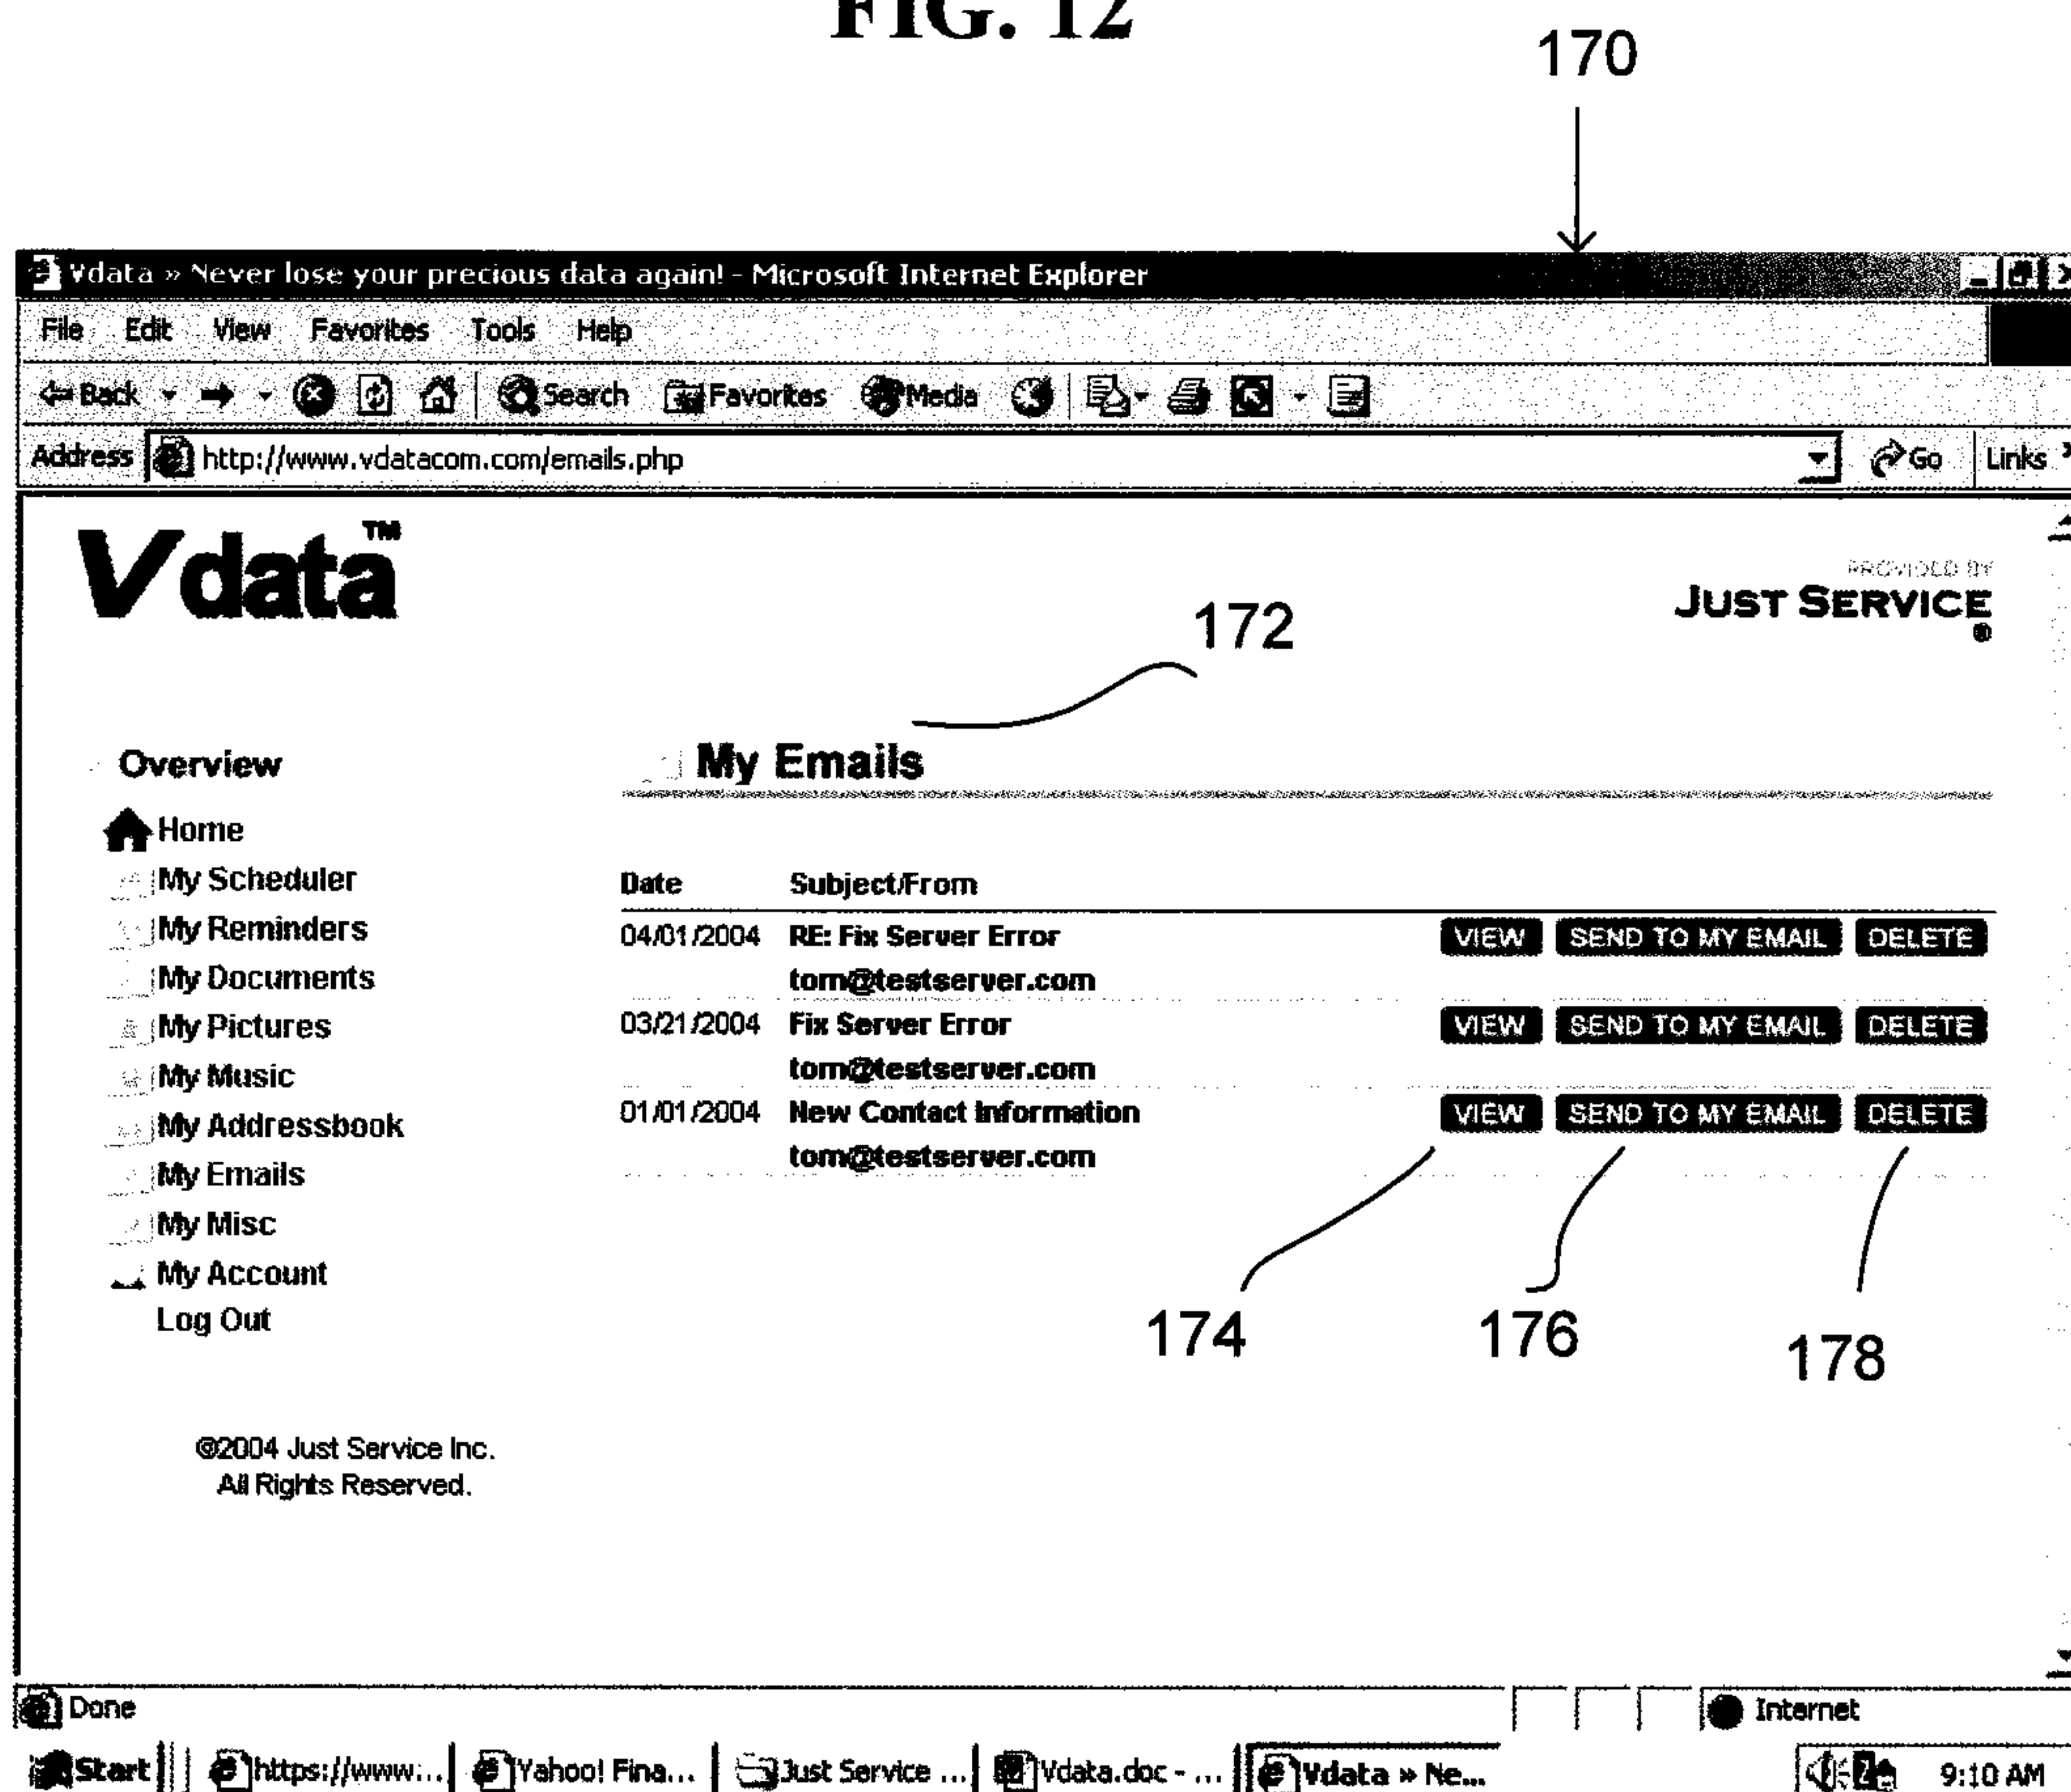 FIG. 12
170
Vdata » Never lose your precious data again! - Microsoft Internet Explorer
File Edit View Favorites Tools Help
Back Search Favorites Media
Address http://www.vdatacom.com/emails.php Go Links
Vdata™
PROVIDED BY
JUST SERVICE
®
172
Overview
My Emails
Home
My Scheduler
My Reminders
My Documents
My Pictures
My Music
My Addressbook
My Emails
My Misc
My Account
Log Out
Date Subject/From
04/01/2004 RE: Fix Server Error VIEW SEND TO MY EMAIL DELETE
tom@testserver.com
03/21/2004 Fix Server Error VIEW SEND TO MY EMAIL DELETE
tom@testserver.com
01/01/2004 New Contact Information VIEW SEND TO MY EMAIL DELETE
tom@testserver.com
174 176 178
©2004 Just Service Inc.
All Rights Reserved.
Done Internet
Start https://www.... Yahoo! Fina... Just Service ... Vdata.doc - ... Vdata » Ne... 9:10 AM